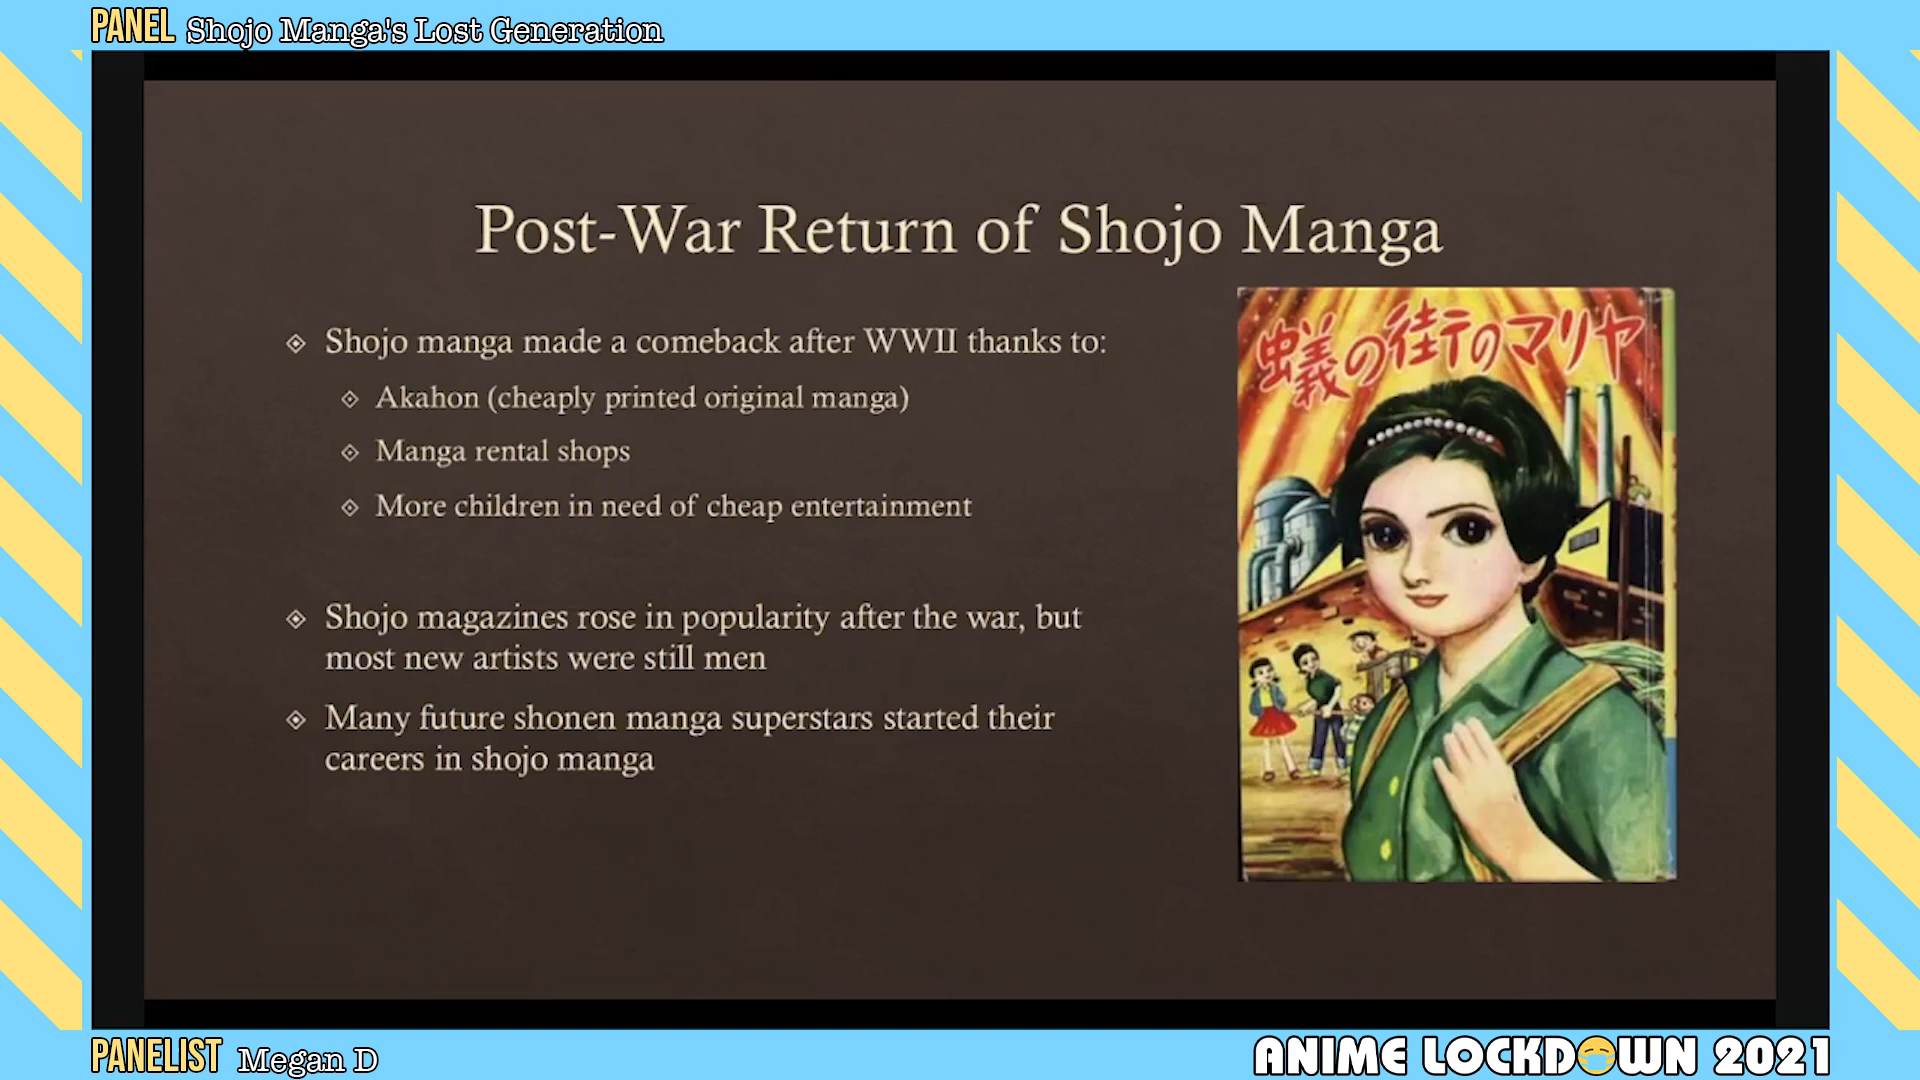 PANEL Shojo Manga's Lost Generation
Post-War Return of Shojo Manga
Shojo manga made a comeback after WWII thanks to:
Akahon (cheaply printed original manga)
Manga rental shops
More children in need of cheap entertainment
Shojo magazines rose in popularity after the war, but
most new artists were still men
Many future shonen manga superstars started their
careers in shojo manga
蟻の街のマリヤ
PANELIST Megan D
ANIME LOCKDOWN 2021